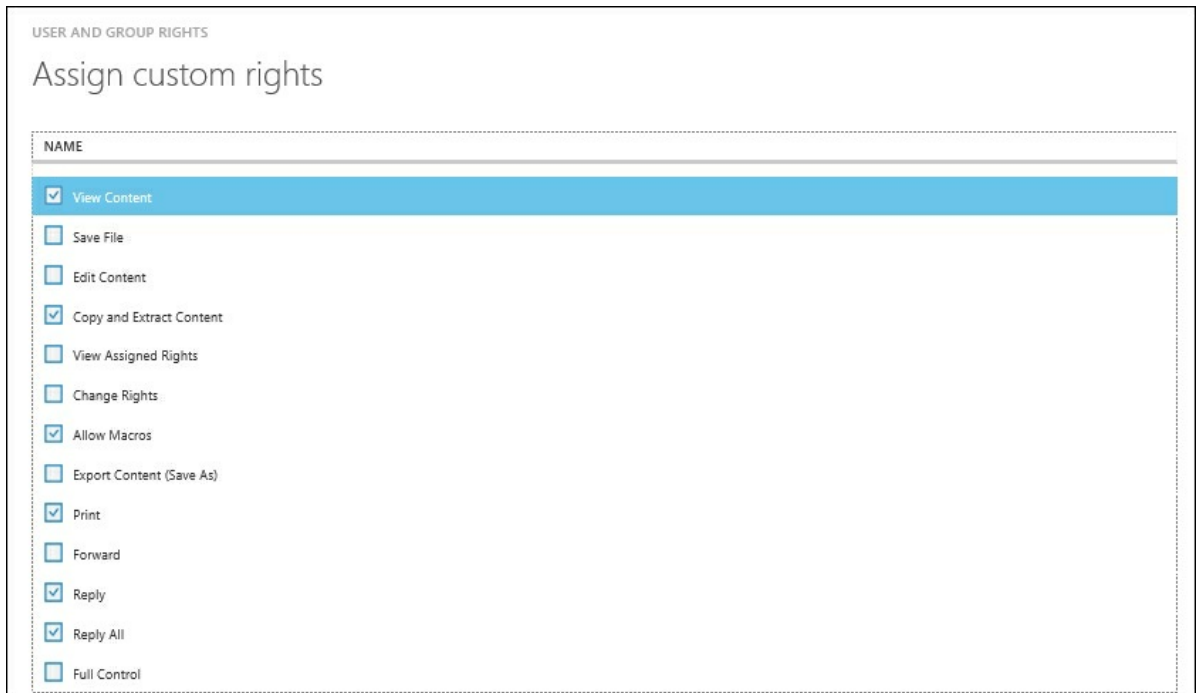 USER AND GROUP RIGHTS
Assign custom rights
NAME
View Content
Save File
Edit Content
Copy and Extract Content
View Assigned Rights
Change Rights
Allow Macros
Export Content (Save As)
Print
Forward
Reply
Reply All
Full Control